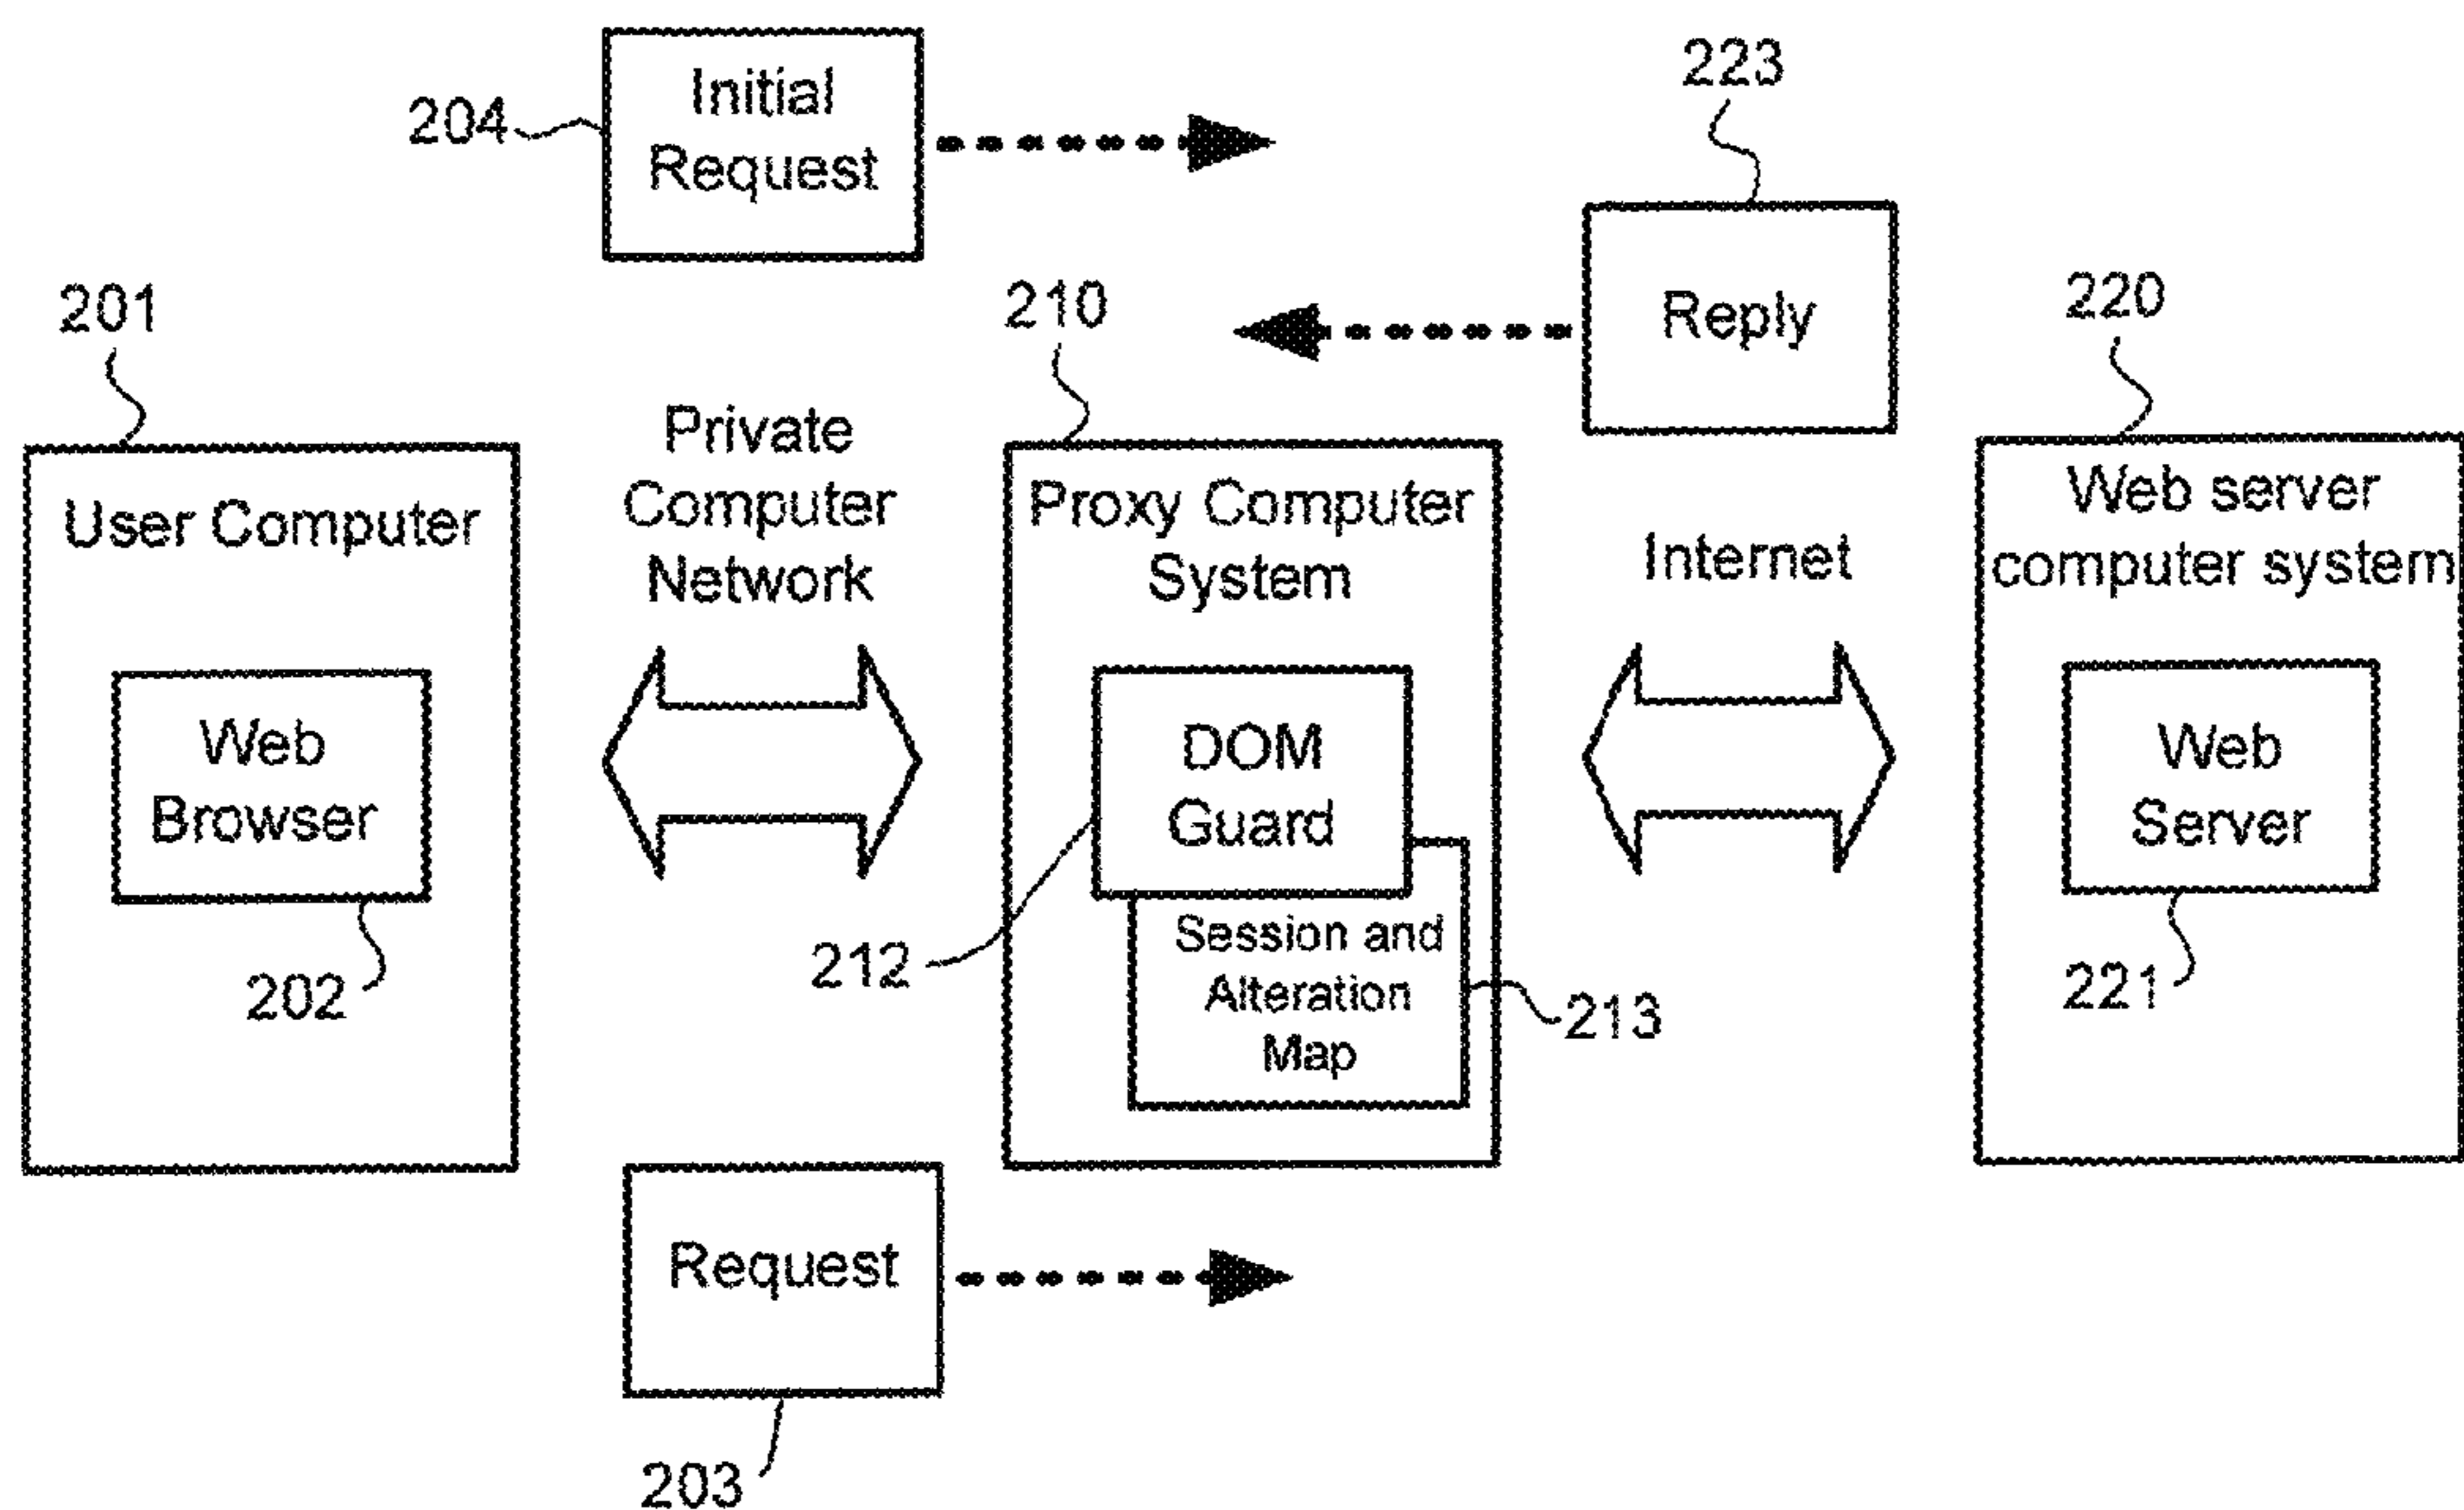 204
Initial
Request
223
Reply
201
210
220
User Computer
Private
Computer
Network
Proxy Computer
System
Internet
Web server
computer system
Web
Browser
202
DOM
Guard
212
Session and
Alteration
Map
213
Web
Server
221
Request
203